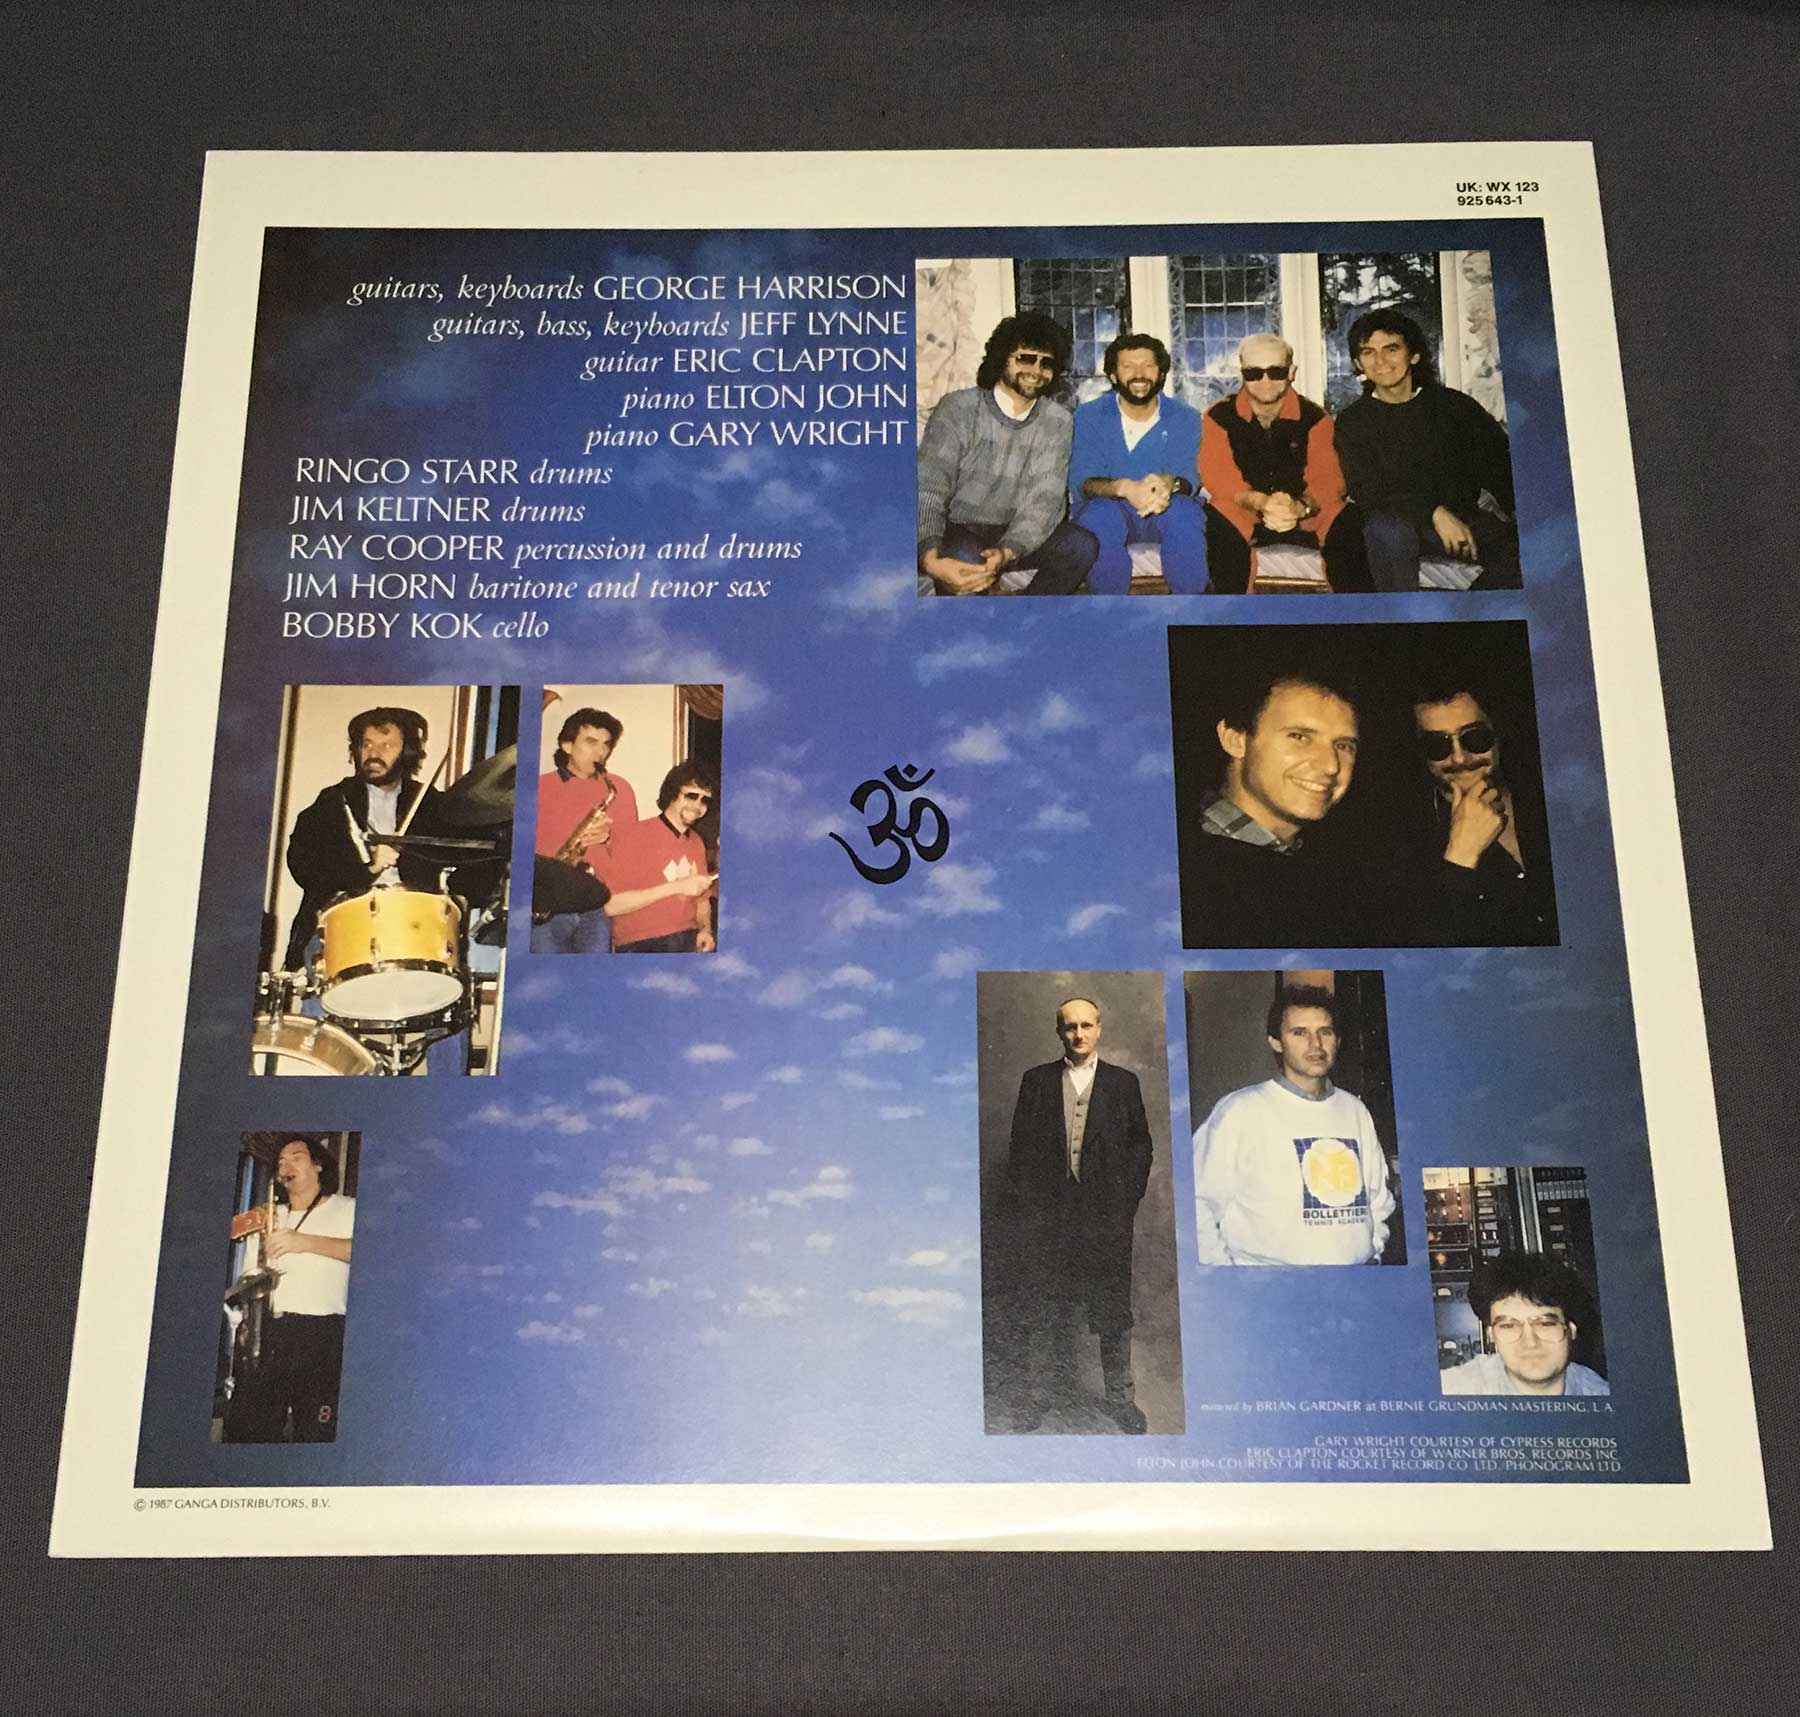 UK: WX 123
925 643-1
guitars, keyboards GEORGE HARRISON
guitars, bass, keyboards JEFF LYNNE
guitar ERIC CLAPTON
piano ELTON JOHN
piano GARY WRIGHT
RINGO STARR drums
JIM KELTNER drums
RAY COOPER percussion and drums
JIM HORN baritone and tenor sax
BOBBY KOK cello
ॐ
BOLLETTIERI
TENNIS ACADEMY
8
mastered by BRIAN GARDNER at BERNIE GRUNDMAN MASTERING, L.A.
GARY WRIGHT COURTESY OF CYPRESS RECORDS
ERIC CLAPTON COURTESY OF WARNER BROS. RECORDS INC.
ELTON JOHN COURTESY OF THE ROCKET RECORD CO. LTD./PHONOGRAM LTD.
© 1987 GANGA DISTRIBUTORS, B.V.